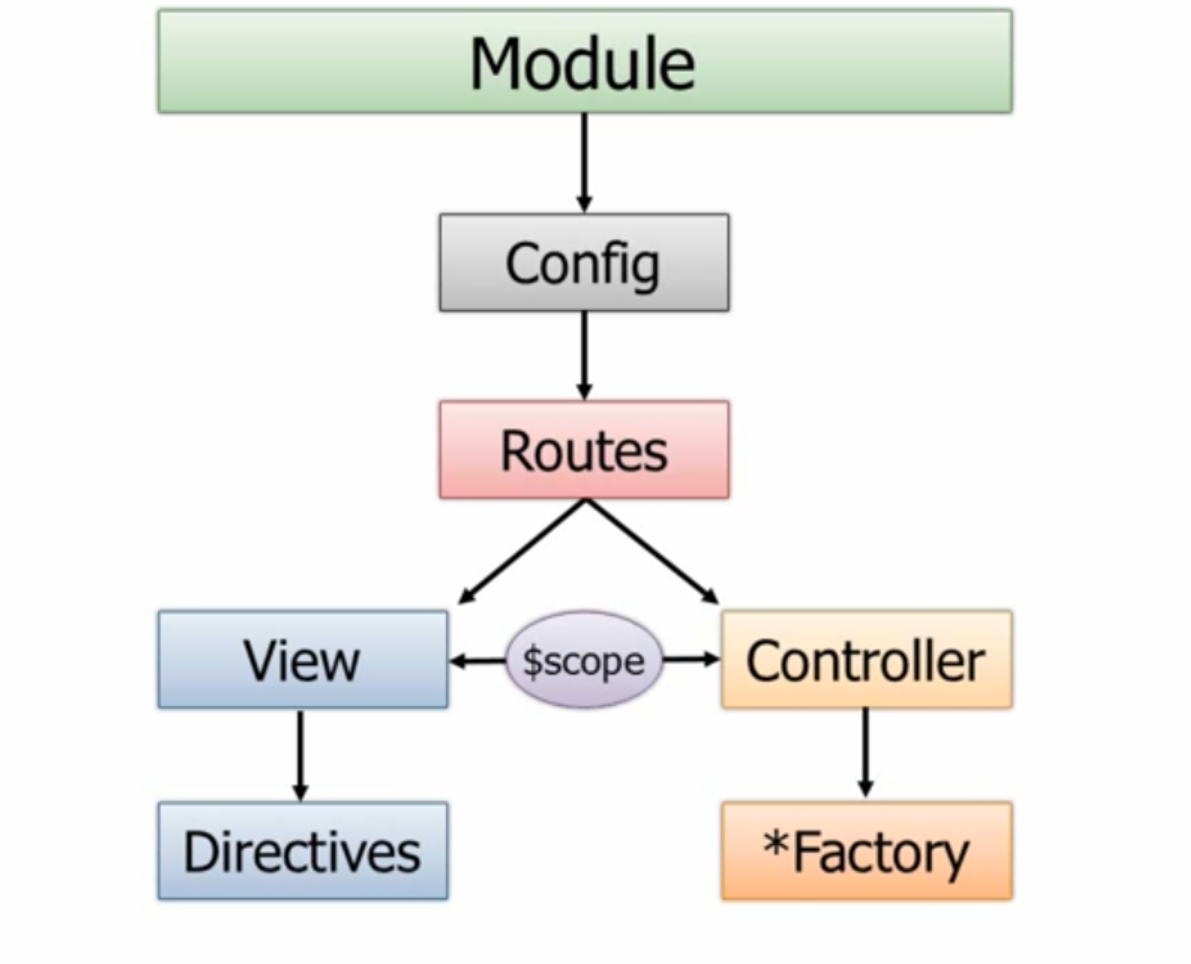 Module
Config
Routes
View
$scope
Controller
Directives
*Factory